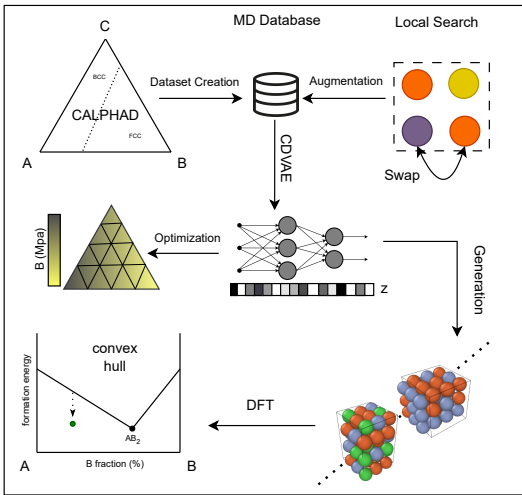 MD Database
Local Search
C
BCC
Dataset Creation
Augmentation
CALPHAD
FCC
A
B
CDVAE
Swap
B (Mpa)
Optimization
Generation
z
convex
hull
formation energy
DFT
AB₂
A
B
B fraction (%)